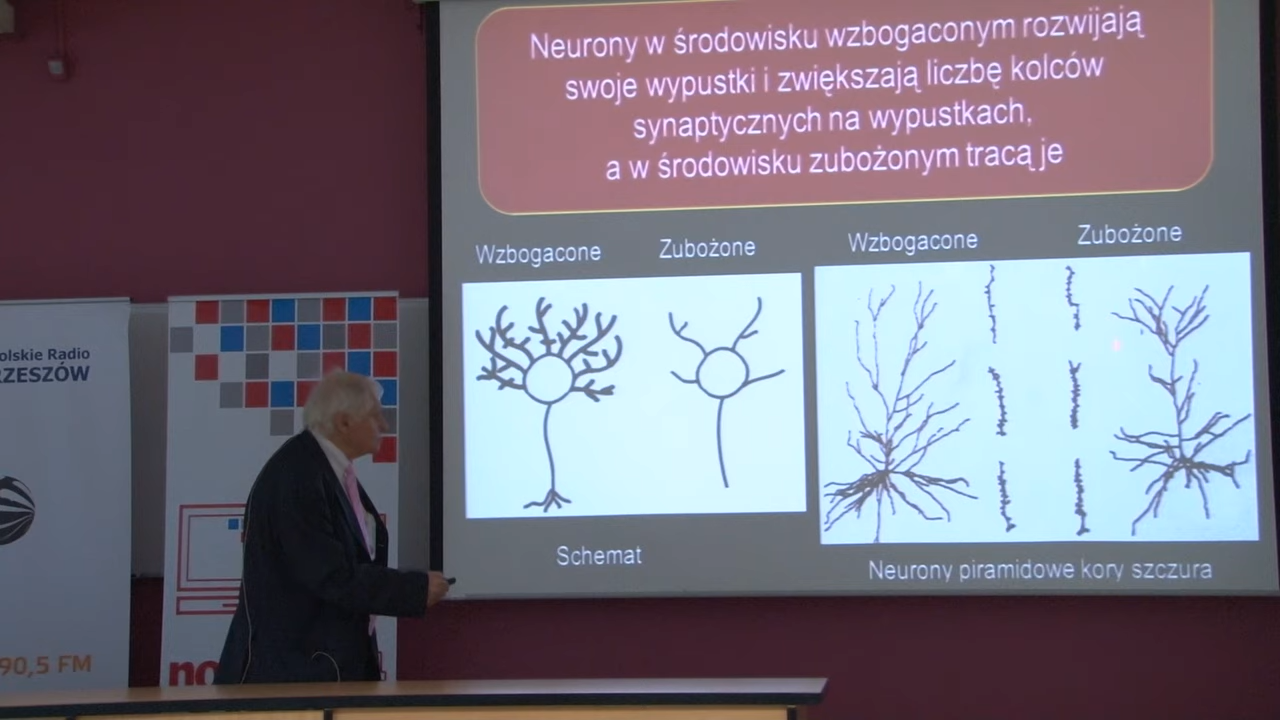 Neurony w środowisku wzbogaconym rozwijają
swoje wypustki i zwiększają liczbę kolców
synaptycznych na wypustkach,
a w środowisku zubożonym tracą je
Wzbogacone
Zubożone
Wzbogacone
Zubożone
Schemat
Neurony piramidowe kory szczura
olskie Radio
RZESZÓW
90,5 FM
no